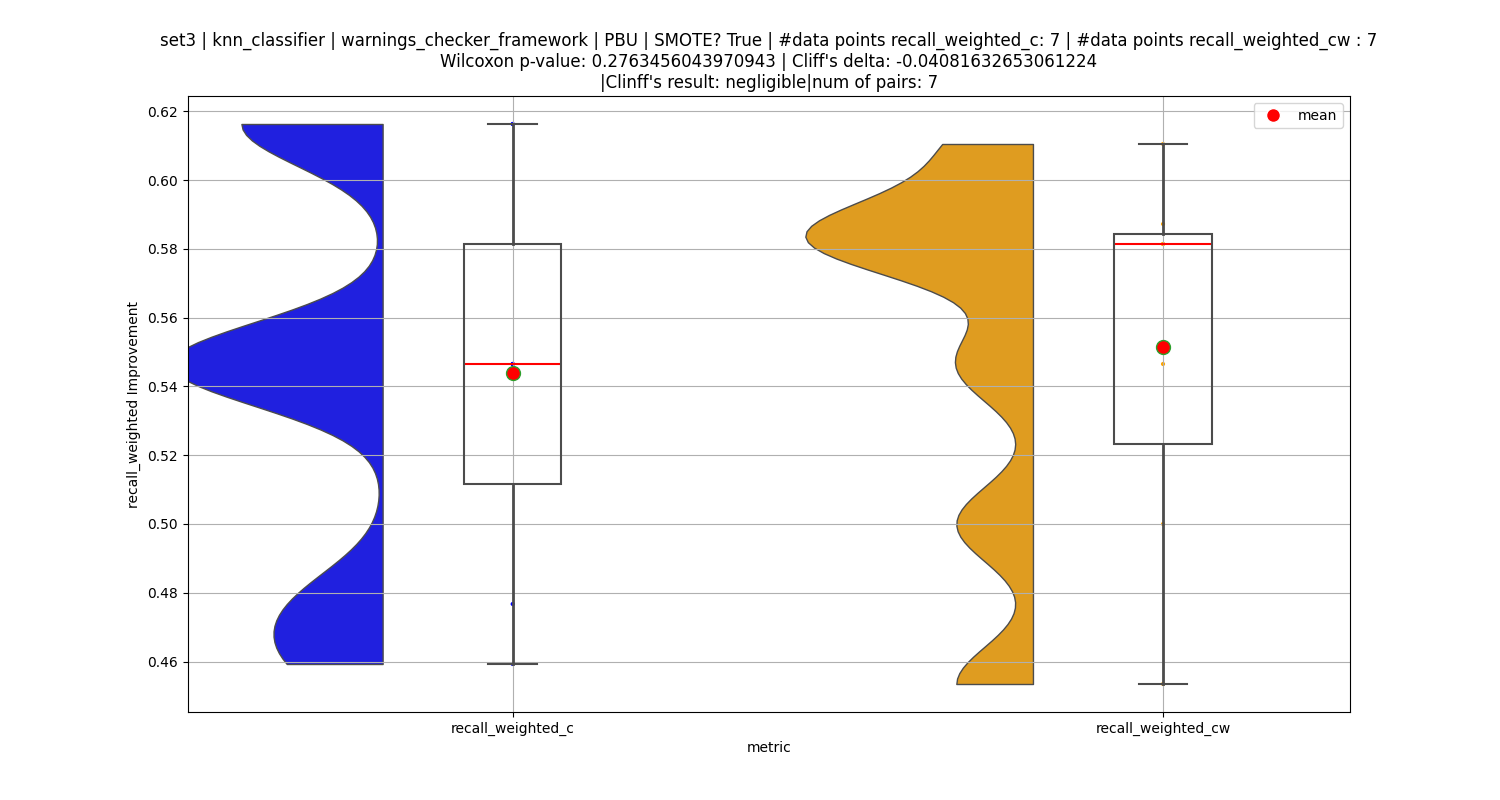 set3 | knn_classifier | warnings_checker_framework | PBU | SMOTE? True | #data points recall_weighted_c: 7 | #data points recall_weighted_cw : 7
Wilcoxon p-value: 0.2763456043970943 | Cliff's delta: -0.04081632653061224
|Clinff's result: negligible|num of pairs: 7
mean
0.62
0.60
0.58
0.56
0.54
0.52
0.50
0.48
0.46
recall_weighted Improvement
recall_weighted_c
recall_weighted_cw
metric